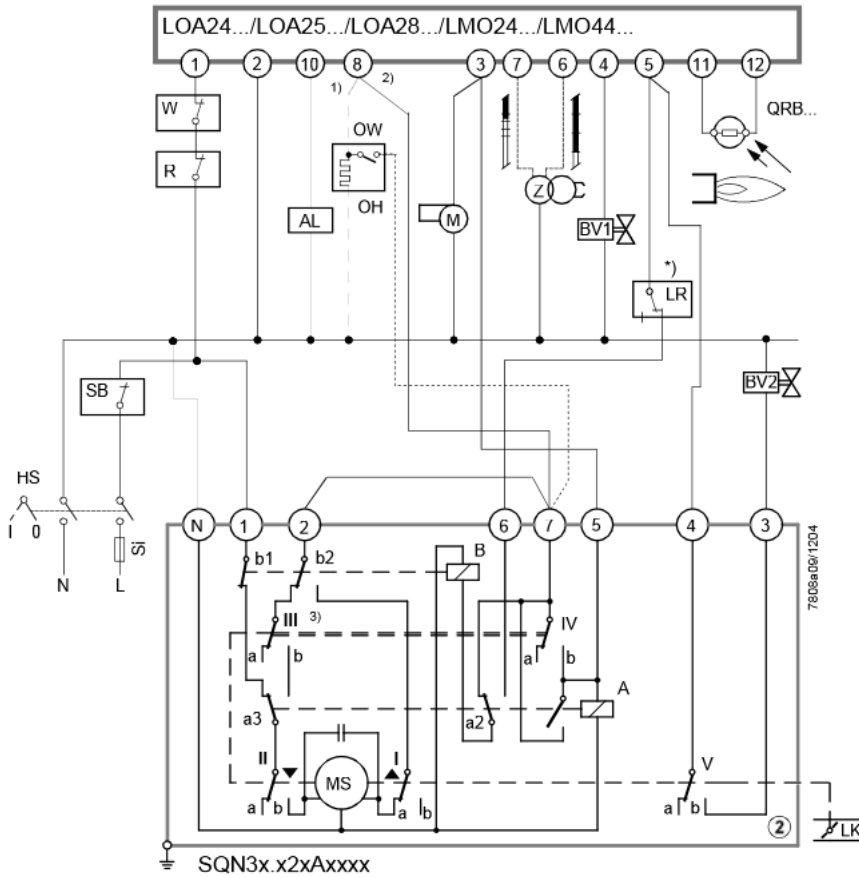 LOA24.../LOA25.../LOA28.../LMO24.../LMO44...
1 2 10 8 3 7 6 4 5 11 12
1) 2)
W
R
AL
OW
OH
M
Z
BV1
*)
LR
QRB...
SB
BV2
HS
I 0
Si
N L
N 1 2 6 7 5 4 3
b1 b2 B
III 3) IV
a b a b
A
a3 a2
II I V
MS
a b a b a b
2
LK
SQN3x.x2xAxxxx
7808a09/1204